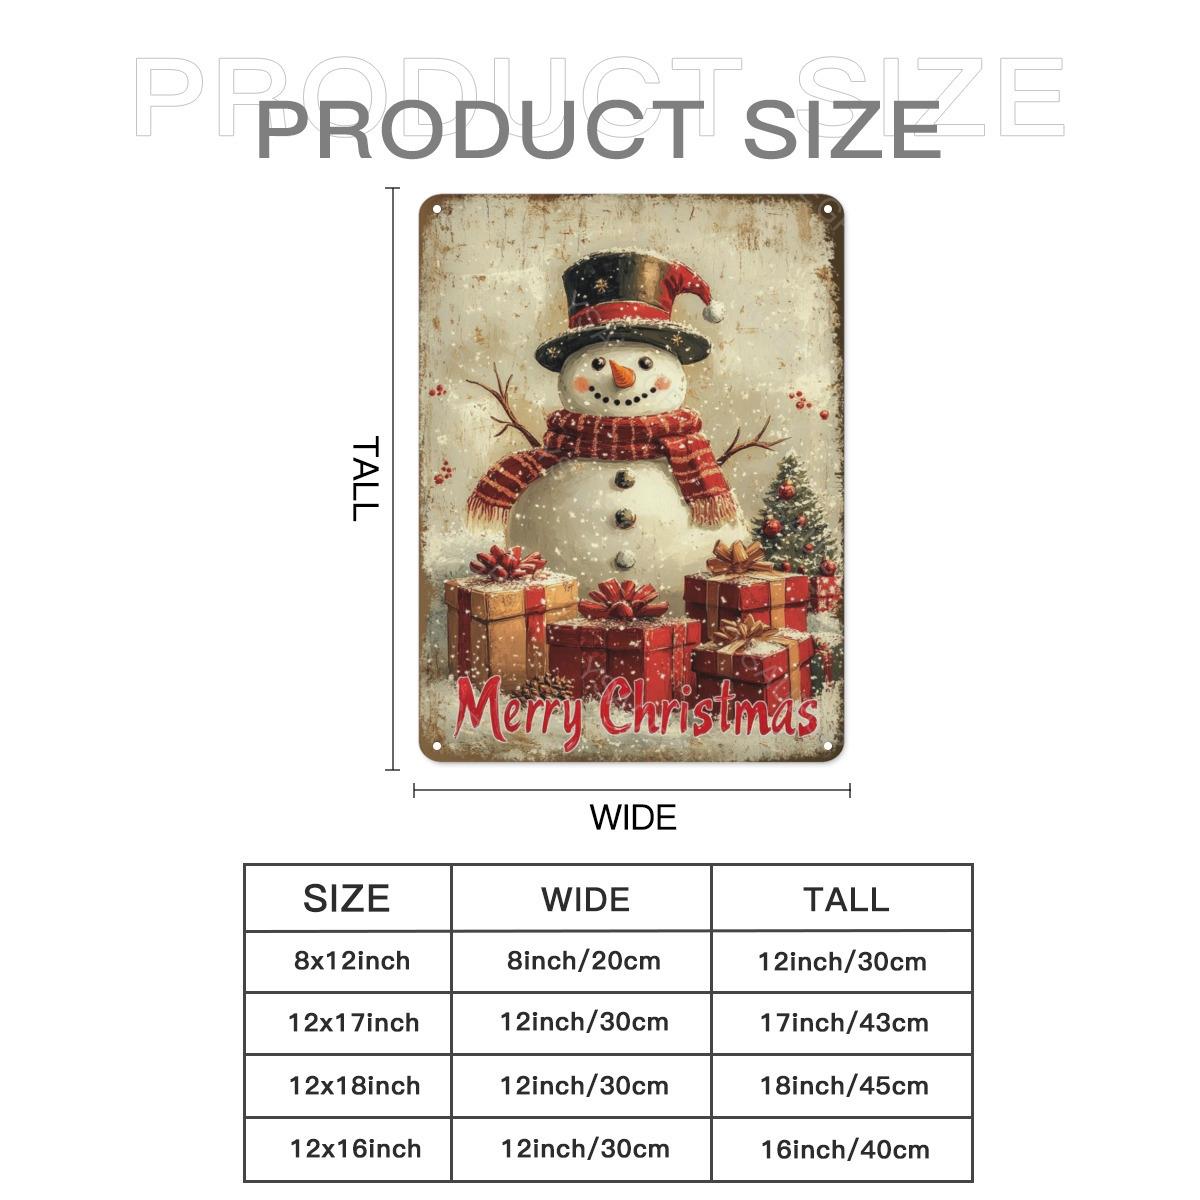 PRODUCT SIZE
PRODUCT SIZE
TALL
Merry Christmas
WIDE
SIZE WIDE TALL
8x12inch 8inch/20cm 12inch/30cm
12x17inch 12inch/30cm 17inch/43cm
12x18inch 12inch/30cm 18inch/45cm
12x16inch 12inch/30cm 16inch/40cm